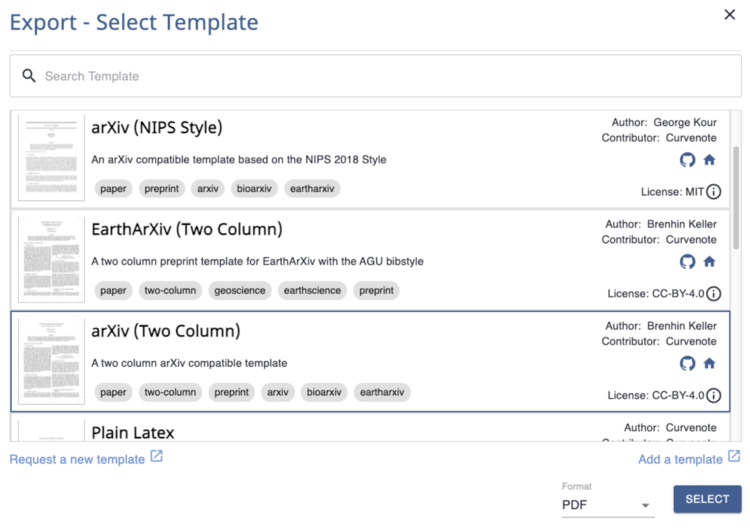 Export - Select Template
Search Template
arXiv (NIPS Style)
An arXiv compatible template based on the NIPS 2018 Style
paper preprint arxiv bioarxiv eartharxiv
Author: George Kour
Contributor: Curvenote
License: MIT
EarthArXiv (Two Column)
A two column preprint template for EarthArXiv with the AGU bibstyle
paper two-column geoscience earthscience preprint
Author: Brenhin Keller
Contributor: Curvenote
License: CC-BY-4.0
arXiv (Two Column)
A two column arXiv compatible template
paper two-column preprint arxiv bioarxiv eartharxiv
Author: Brenhin Keller
Contributor: Curvenote
License: CC-BY-4.0
Plain Latex
Author: Curvenote
Request a new template
Add a template
Format
PDF
SELECT